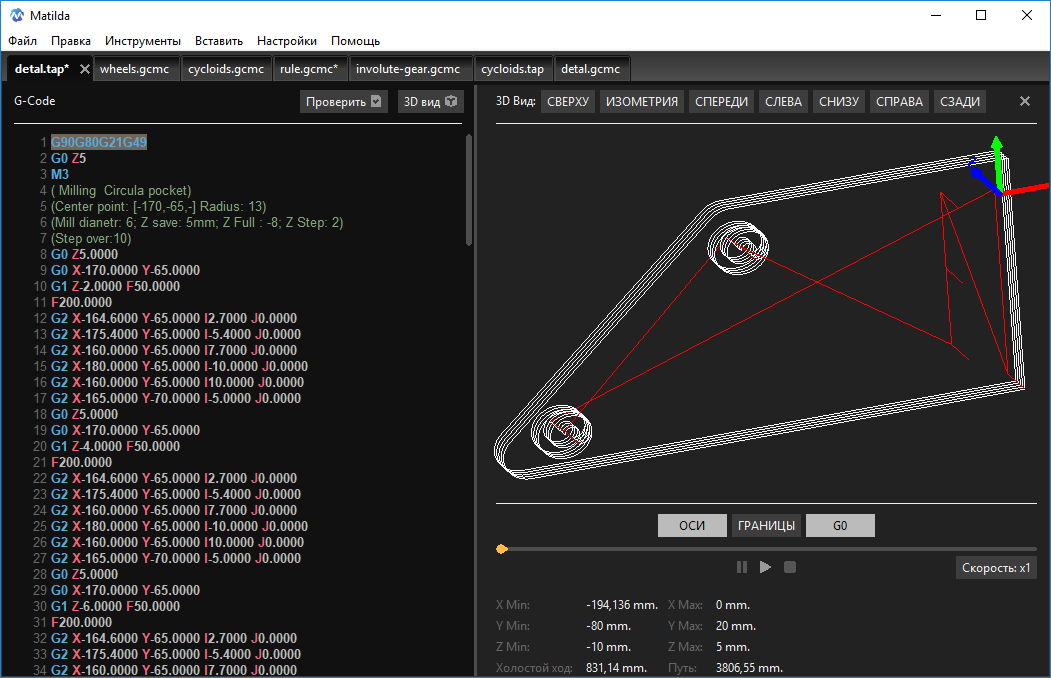 Matilda
Файл Правка Инструменты Вставить Настройки Помощь
detal.tap* wheels.gcmc cycloids.gcmc rule.gcmc* involute-gear.gcmc cycloids.tap detal.gcmc
G-Code Проверить 3D вид
1 G90G80G21G49
2 G0 Z5
3 M3
4 ( Milling  Circula pocket)
5 (Center point: [-170,-65,-] Radius: 13)
6 (Mill dianetr: 6; Z save: 5mm; Z Full : -8; Z Step: 2)
7 (Step over:10)
8 G0 Z5.0000
9 G0 X-170.0000 Y-65.0000
10 G1 Z-2.0000 F50.0000
11 F200.0000
12 G2 X-164.6000 Y-65.0000 I2.7000 J0.0000
13 G2 X-175.4000 Y-65.0000 I-5.4000 J0.0000
14 G2 X-160.0000 Y-65.0000 I7.7000 J0.0000
15 G2 X-180.0000 Y-65.0000 I-10.0000 J0.0000
16 G2 X-160.0000 Y-65.0000 I10.0000 J0.0000
17 G2 X-165.0000 Y-70.0000 I-5.0000 J0.0000
18 G0 Z5.0000
19 G0 X-170.0000 Y-65.0000
20 G1 Z-4.0000 F50.0000
21 F200.0000
22 G2 X-164.6000 Y-65.0000 I2.7000 J0.0000
23 G2 X-175.4000 Y-65.0000 I-5.4000 J0.0000
24 G2 X-160.0000 Y-65.0000 I7.7000 J0.0000
25 G2 X-180.0000 Y-65.0000 I-10.0000 J0.0000
26 G2 X-160.0000 Y-65.0000 I10.0000 J0.0000
27 G2 X-165.0000 Y-70.0000 I-5.0000 J0.0000
28 G0 Z5.0000
29 G0 X-170.0000 Y-65.0000
30 G1 Z-6.0000 F50.0000
31 F200.0000
32 G2 X-164.6000 Y-65.0000 I2.7000 J0.0000
33 G2 X-175.4000 Y-65.0000 I-5.4000 J0.0000
34 G2 X-160.0000 Y-65.0000 I7.7000 J0.0000
3D Вид: СВЕРХУ ИЗОМЕТРИЯ СПЕРЕДИ СЛЕВА СНИЗУ СПРАВА СЗАДИ
ОСИ ГРАНИЦЫ G0
Скорость: x1
X Min: -194,136 mm. X Max: 0 mm.
Y Min: -80 mm. Y Max: 20 mm.
Z Min: -10 mm. Z Max: 5 mm.
Холостой ход: 831,14 mm. Путь: 3806,55 mm.